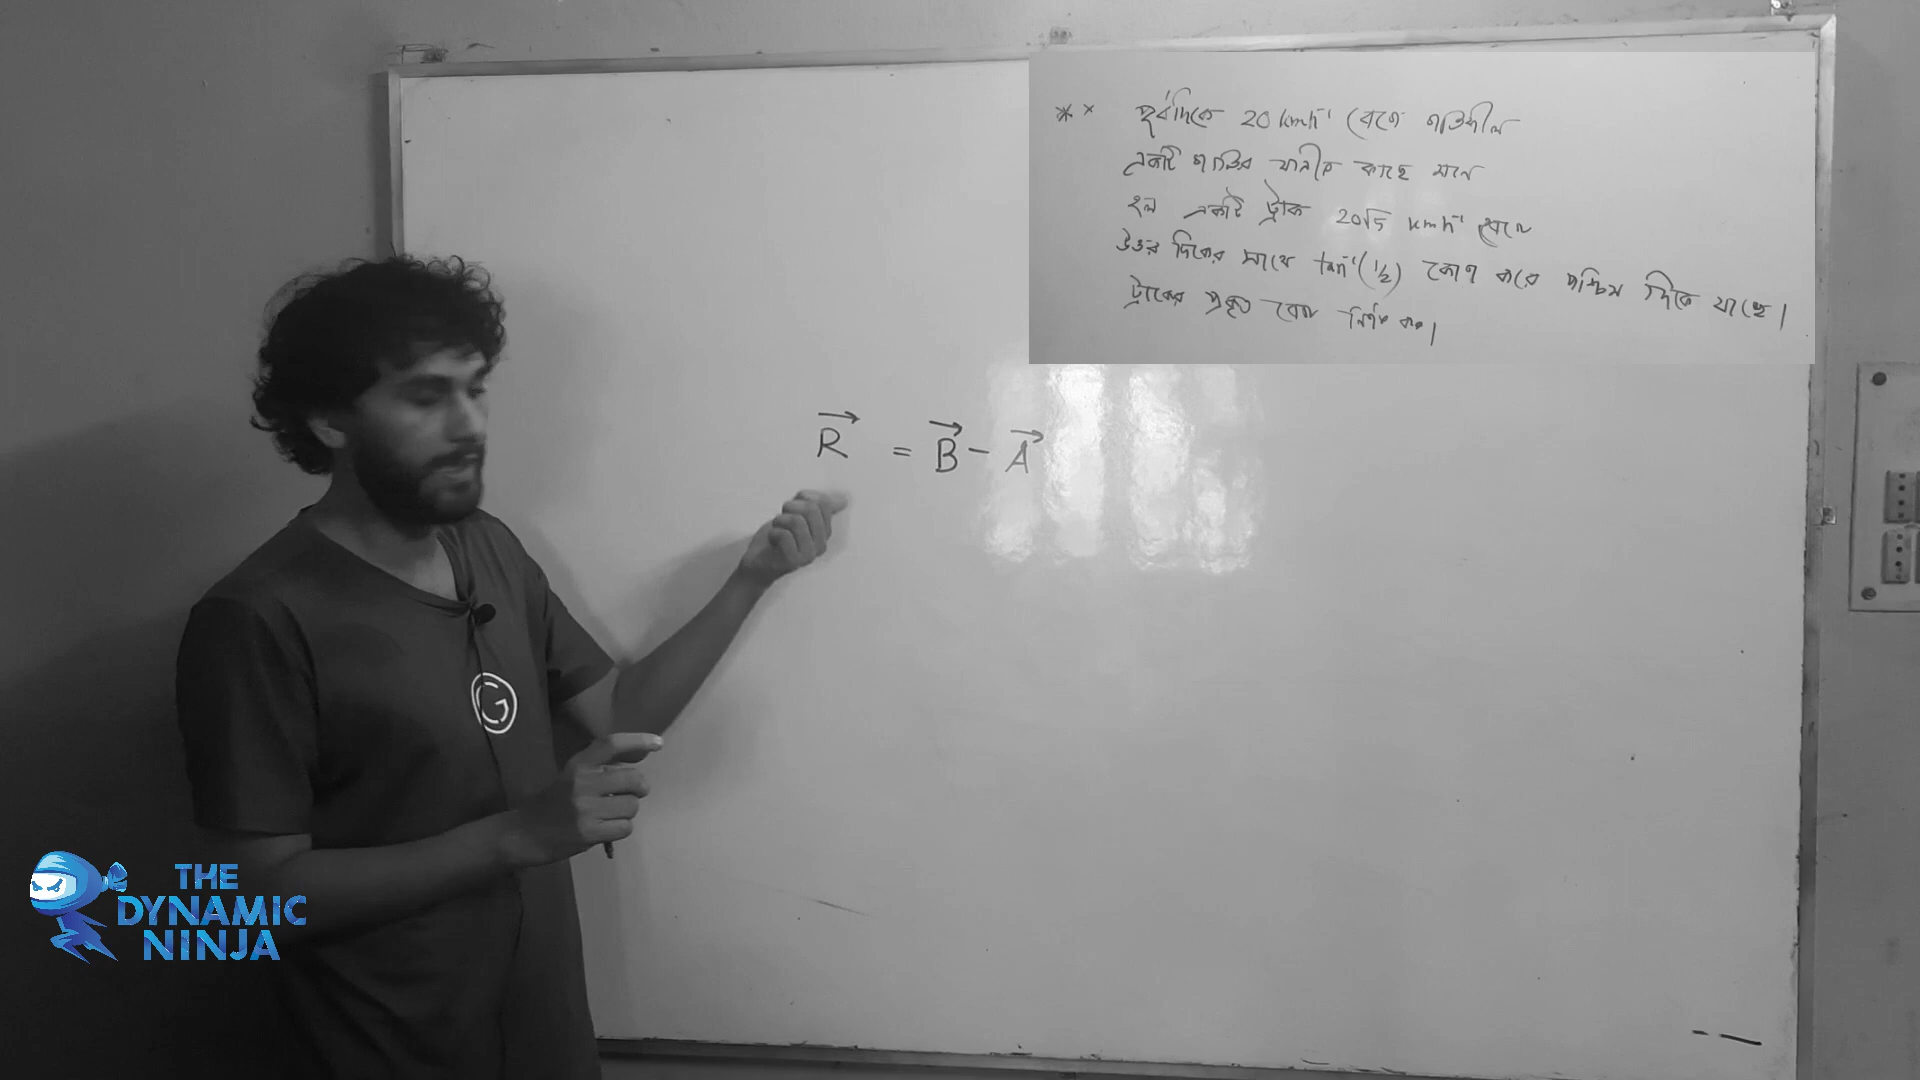 ** পূর্বদিকে 20 kmh⁻¹ বেগে গতিশীল
একটি গাড়ির যাত্রীর কাছে মনে
হল একটি ট্রাক 20√5 kmh⁻¹ বেগে
উত্তর দিকের সাথে tan⁻¹(1/2) কোণ করে পশ্চিম দিকে যাচ্ছে।
ট্রাকের প্রকৃত বেগ নির্ণয় কর।
R⃗ = B⃗ - A⃗
G
THE
DYNAMIC
NINJA